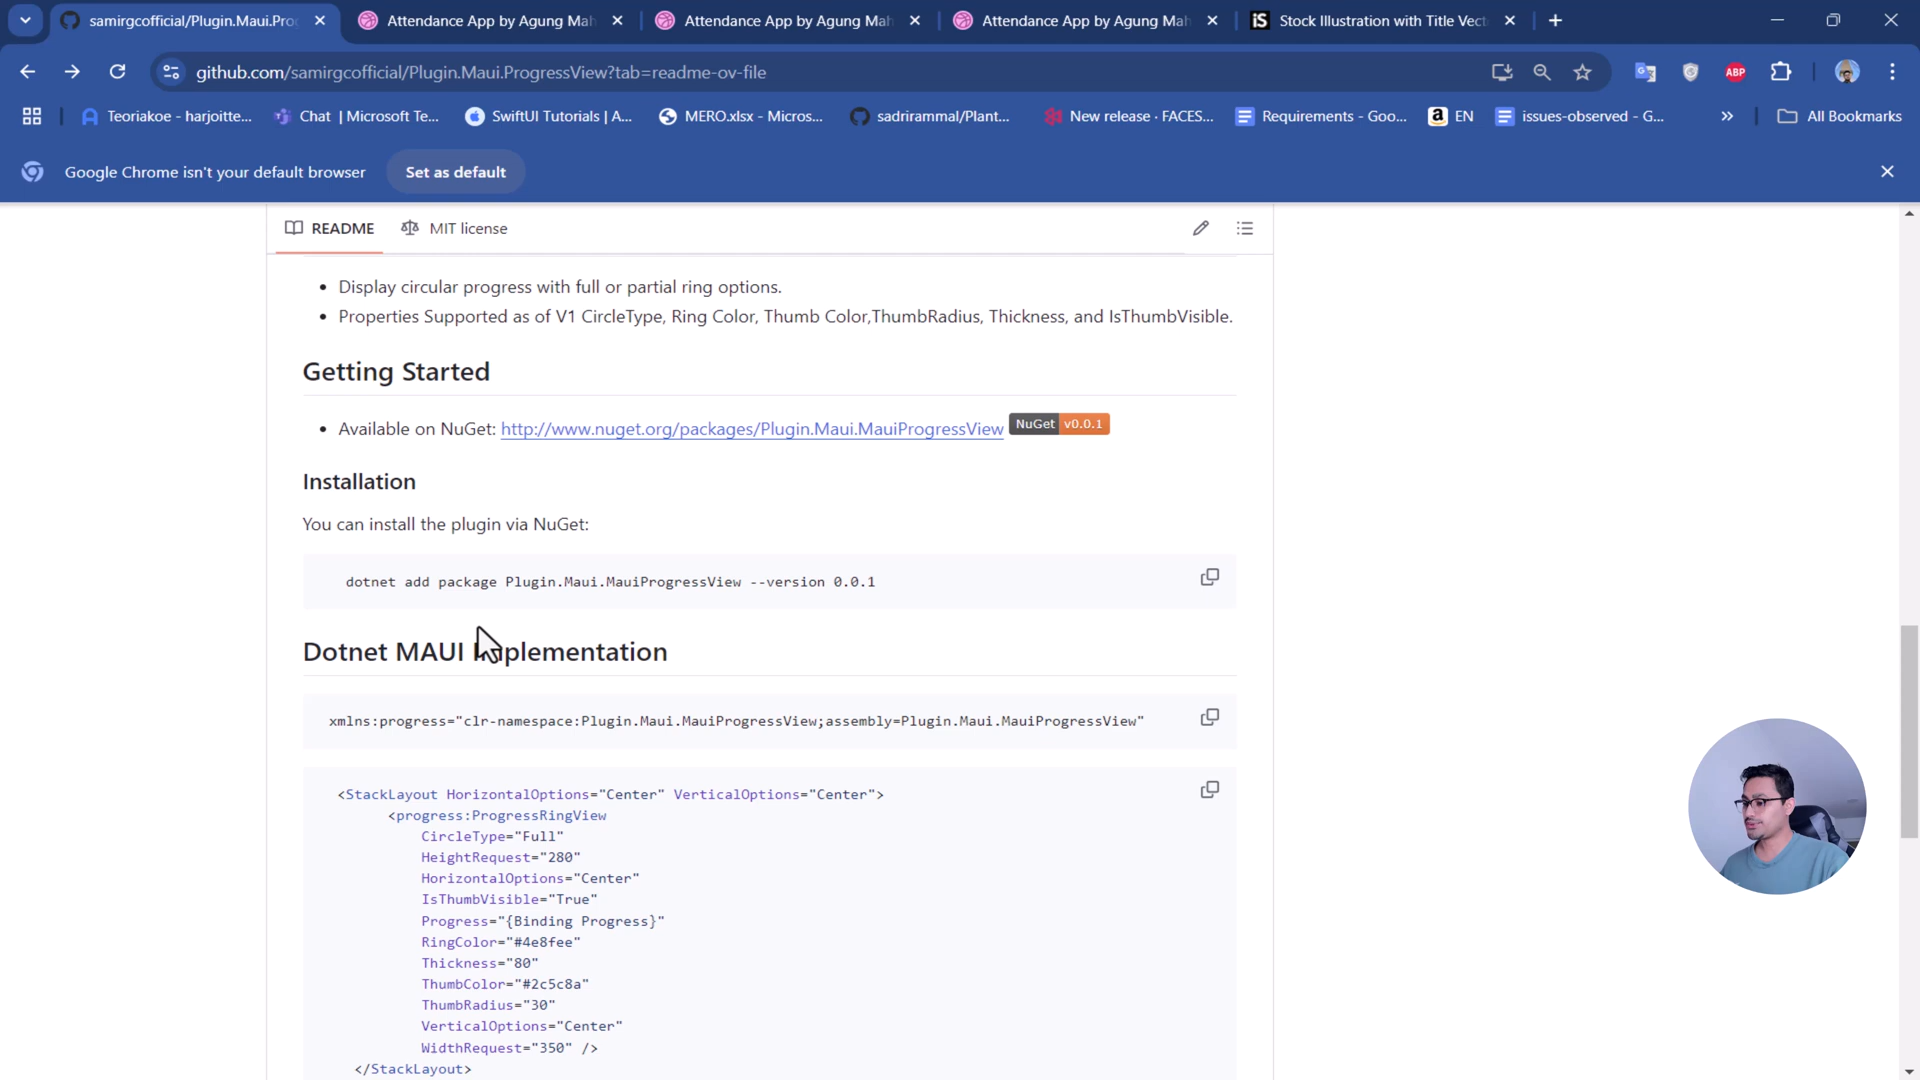 samirgcofficial/Plugin.Maui.Pro
Attendance App by Agung Mah
Attendance App by Agung Mah
Attendance App by Agung Mah
iS
Stock Illustration with Title Vect
github.com/samirgcofficial/Plugin.Maui.ProgressView?tab=readme-ov-file
ABP
Teoriakoe - harjoitte...
Chat | Microsoft Te...
SwiftUI Tutorials | A...
MERO.xlsx - Micros...
sadrirammal/Plant...
New release · FACES...
Requirements - Goo...
EN
issues-observed - G...
All Bookmarks
Google Chrome isn't your default browser
Set as default
README
MIT license
Display circular progress with full or partial ring options.
Properties Supported as of V1 CircleType, Ring Color, Thumb Color,ThumbRadius, Thickness, and IsThumbVisible.
Getting Started
Available on NuGet: http://www.nuget.org/packages/Plugin.Maui.MauiProgressView NuGet v0.0.1
Installation
You can install the plugin via NuGet:
dotnet add package Plugin.Maui.MauiProgressView --version 0.0.1
Dotnet MAUI Implementation
xmlns:progress="clr-namespace:Plugin.Maui.MauiProgressView;assembly=Plugin.Maui.MauiProgressView"
<StackLayout HorizontalOptions="Center" VerticalOptions="Center">
<progress:ProgressRingView
CircleType="Full"
HeightRequest="280"
HorizontalOptions="Center"
IsThumbVisible="True"
Progress="{Binding Progress}"
RingColor="#4e8fee"
Thickness="80"
ThumbColor="#2c5c8a"
ThumbRadius="30"
VerticalOptions="Center"
WidthRequest="350" />
</StackLayout>